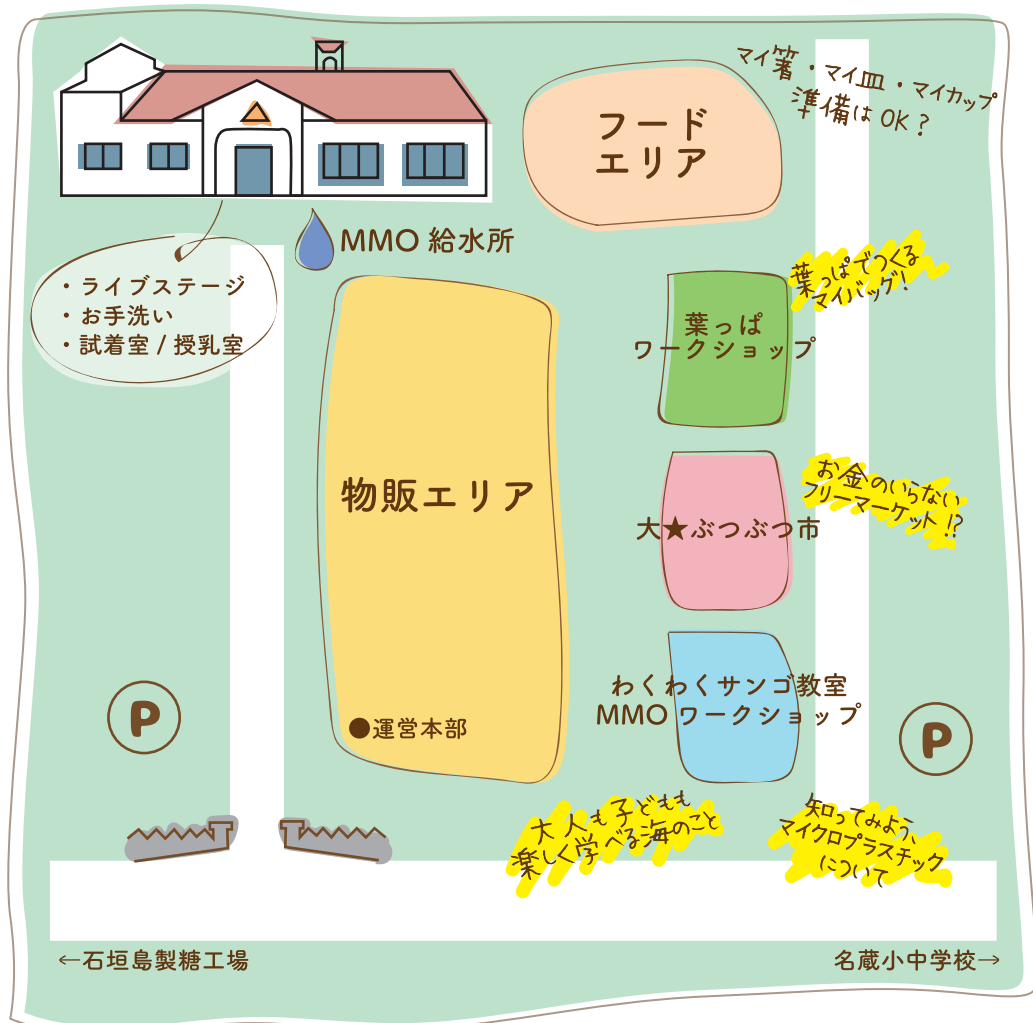 マイ箸・マイ皿・マイカップ
準備はOK?
フード
エリア
MMO 給水所
・ライブステージ
・お手洗い
・試着室 / 授乳室
葉っぱでつくる
マイバッグ!
葉っぱ
ワークショップ
物販エリア
お金のいらない
フリーマーケット!?
大★ぶつぶつ市
わくわくサンゴ教室
MMO ワークショップ
●運営本部
P
P
大人も子どもも
楽しく学べる海のこと
知ってみよう、
マイクロプラスチック
について
←石垣島製糖工場
名蔵小中学校→